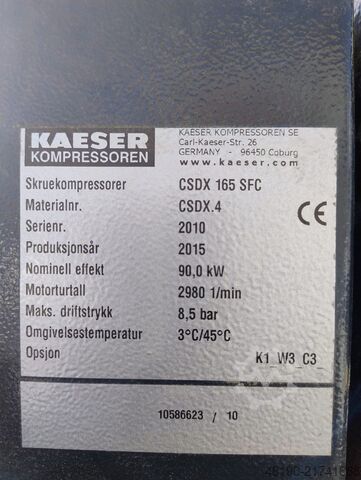 KAESER
KOMPRESSOREN
KAESER KOMPRESSOREN SE
Carl-Kaeser-Str. 26
GERMANY - 96450 Coburg
www.kaeser.com
Skruekompressorer CSDX 165 SFC
Materialnr. CSDX.4
Serienr. 2010
Produksjonsår 2015
Nominell effekt 90,0 kW
Motorturtall 2980 1/min
Maks. driftstrykk 8,5 bar
Omgivelsestemperatur 3°C/45°C
Opsjon K1_W3_C3_
CE
10586623 / 10